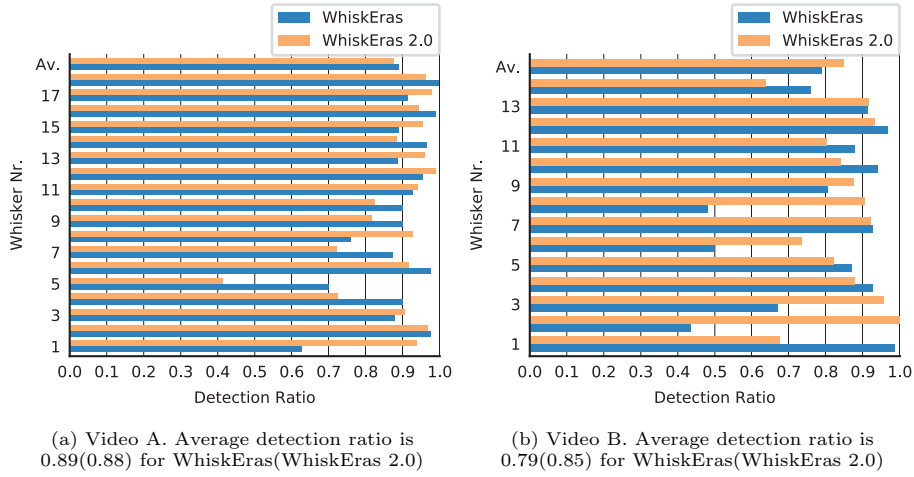 WhiskEras
WhiskEras 2.0
Av.
17
15
13
11
9
7
5
3
1
Whisker Nr.
0.0 0.1 0.2 0.3 0.4 0.5 0.6 0.7 0.8 0.9 1.0
Detection Ratio
(a) Video A. Average detection ratio is
0.89(0.88) for WhiskEras(WhiskEras 2.0)
WhiskEras
WhiskEras 2.0
Av.
13
11
9
7
5
3
1
Whisker Nr.
0.0 0.1 0.2 0.3 0.4 0.5 0.6 0.7 0.8 0.9 1.0
Detection Ratio
(b) Video B. Average detection ratio is
0.79(0.85) for WhiskEras(WhiskEras 2.0)